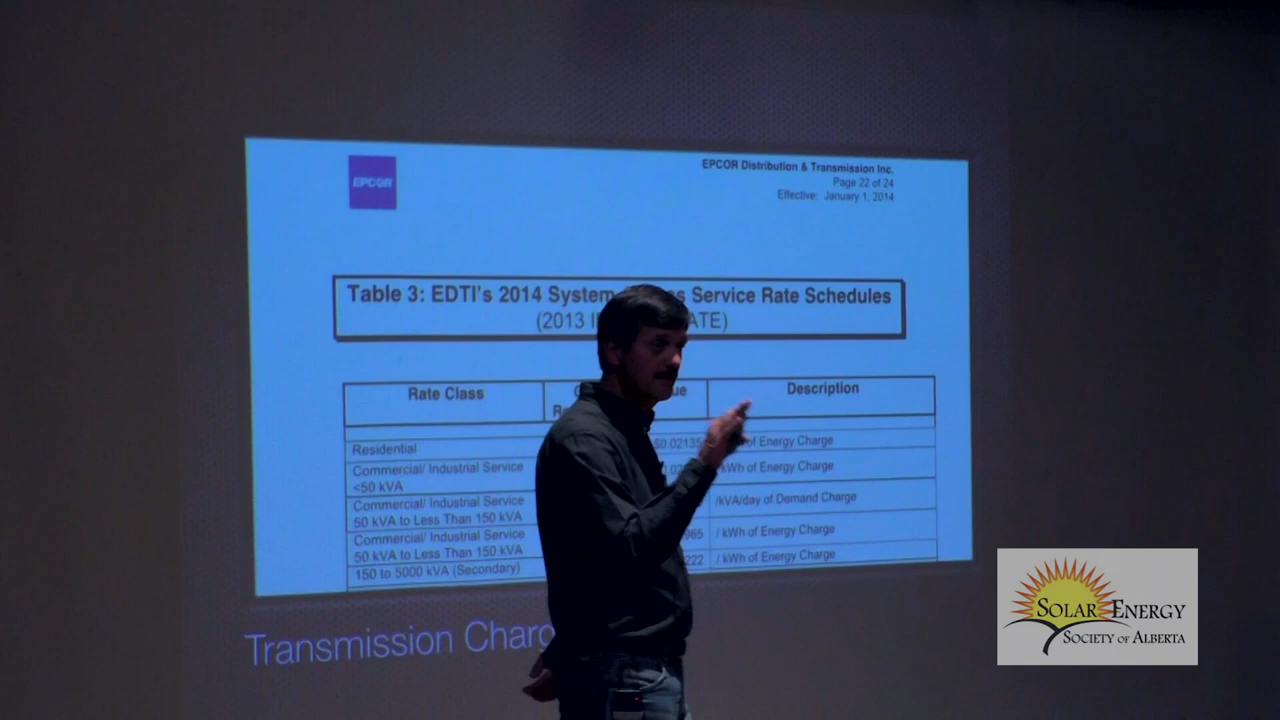 EPCOR
EPCOR Distribution & Transmission Inc.
Page 22 of 24
Effective: January 1, 2014
Table 3: EDTI's 2014 System Service Rate Schedules
(2013 ATE)
Rate Class
Description
Residential
$0.02135
of Energy Charge
Commercial/ Industrial Service
<50 kVA
kWh of Energy Charge
Commercial/ Industrial Service
50 kVA to Less Than 150 kVA
/kVA/day of Demand Charge
Commercial/ Industrial Service
50 kVA to Less Than 150 kVA
965
/ kWh of Energy Charge
150 to 5000 kVA (Secondary)
222
/ kWh of Energy Charge
Transmission Charg
SOLAR ENERGY
SOCIETY OF ALBERTA